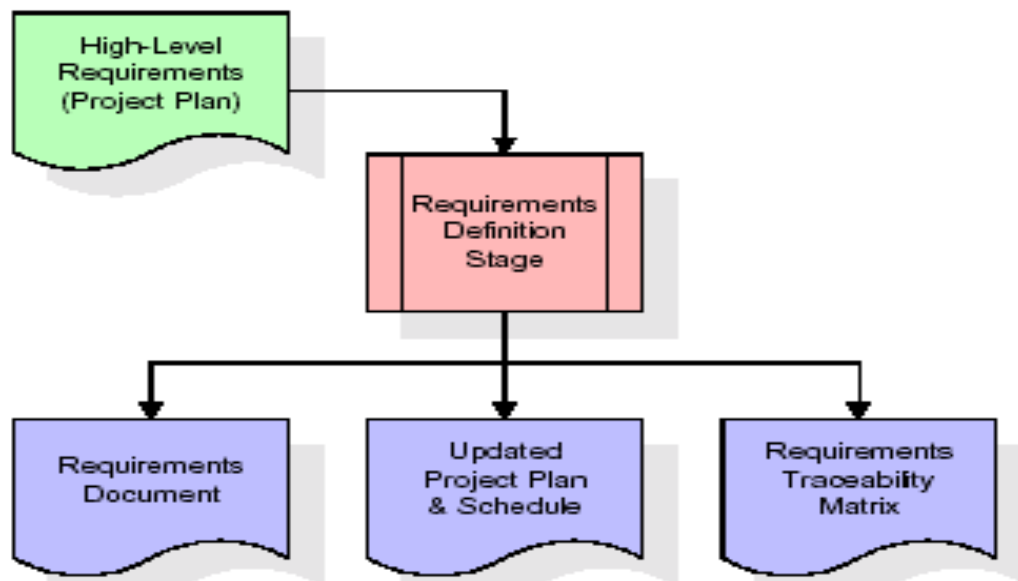 High-Level
Requirements
(Project Plan)
Requirements
Definition
Stage
Requirements
Document
Updated
Project Plan
& Schedule
Requirements
Traceability
Matrix